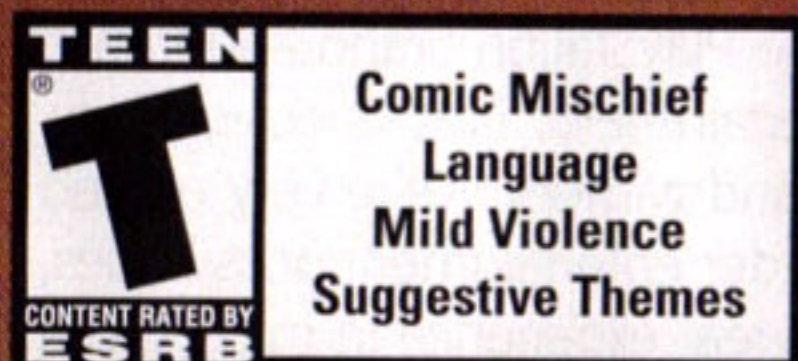 TEEN
®
T
CONTENT RATED BY
ESRB
Comic Mischief
Language
Mild Violence
Suggestive Themes